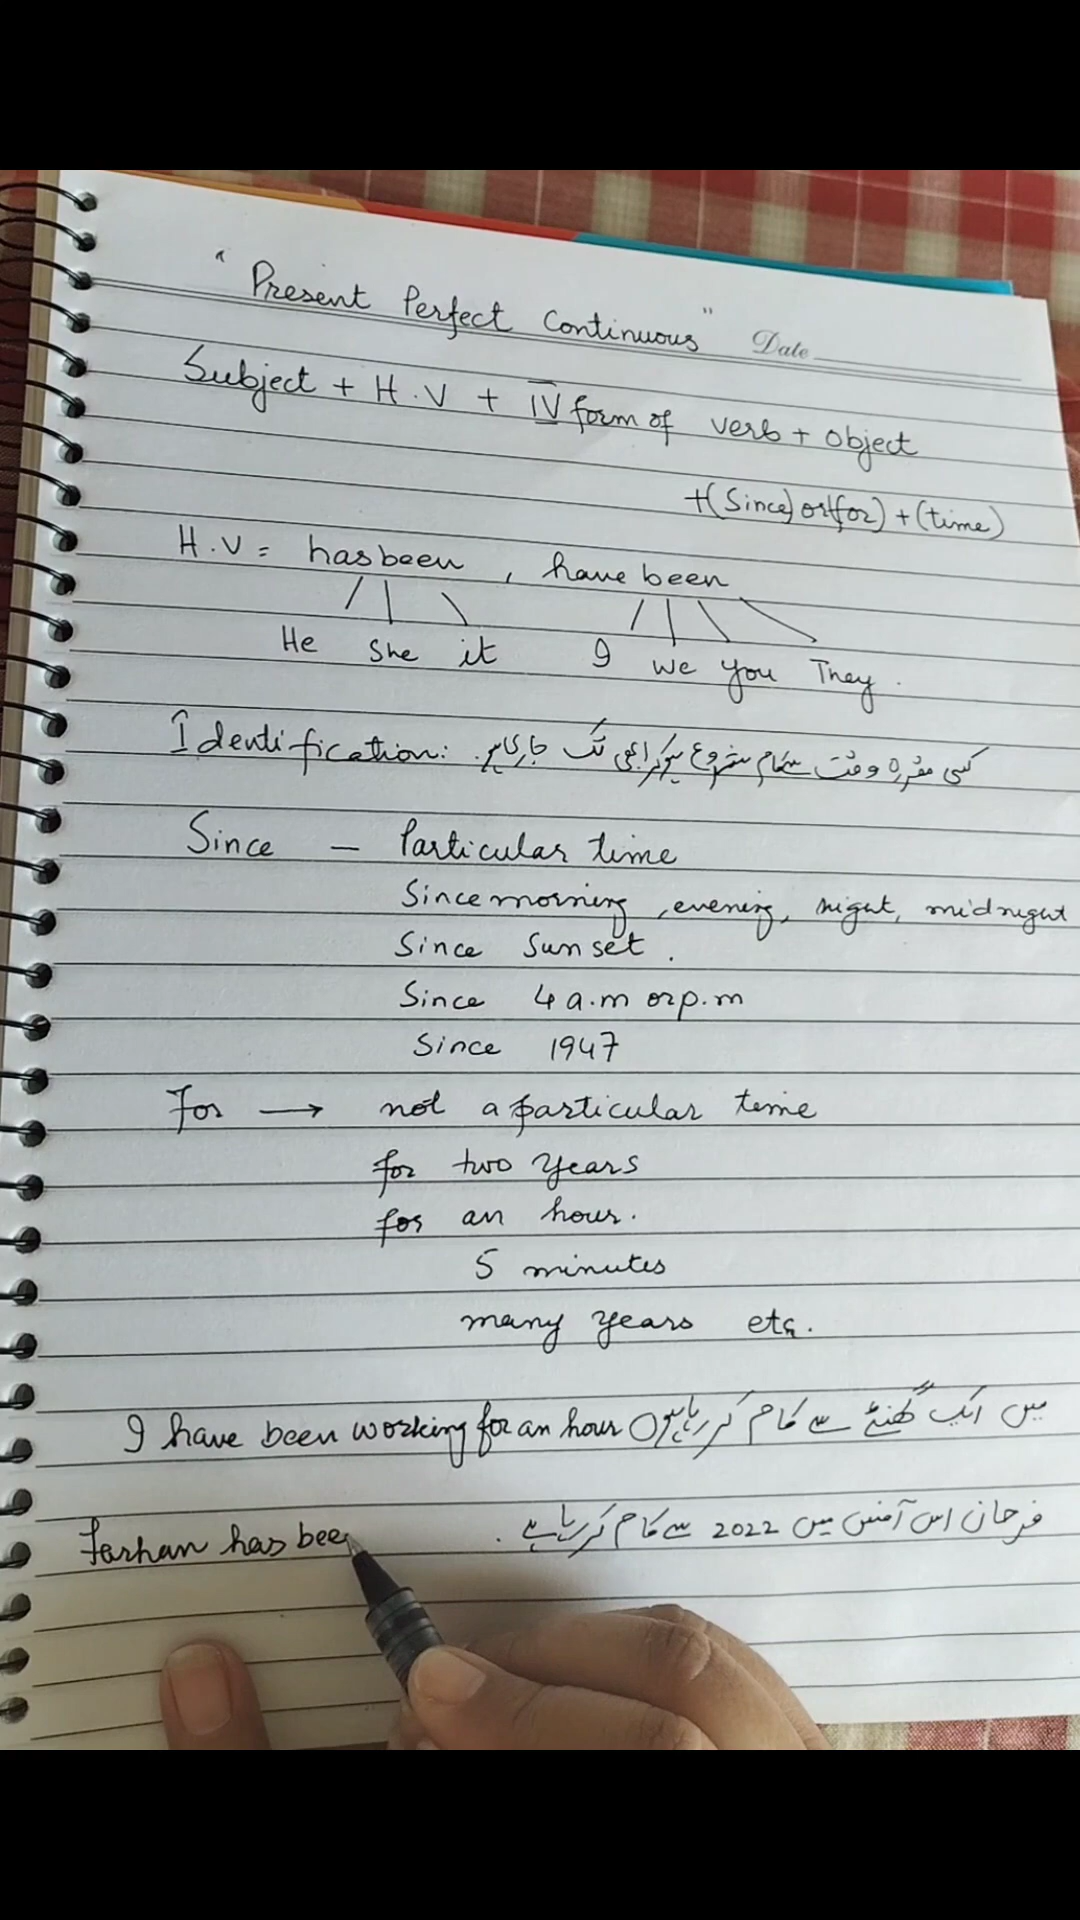 " Present Perfect Continuous "
Date
Subject + H.V + IV form of verb + object
+(Since) or (for) + (time)
H.V = has been , have been
He She it I we you They.
Identification: کسی مقررہ وقت سے کام شروع ہو کر ابھی تک جاری ہے۔
Since – Particular time
Since morning, evening, night, midnight
Since Sunset.
Since 4 a.m or p.m
Since 1947
For → not a particular time
for two years
for an hour.
5 minutes
many years etc.
I have been working for an hour میں ایک گھنٹے سے کام کر رہا ہوں
Farhan has bee فرحان اس آفس میں 2022 سے کام کر رہا ہے۔